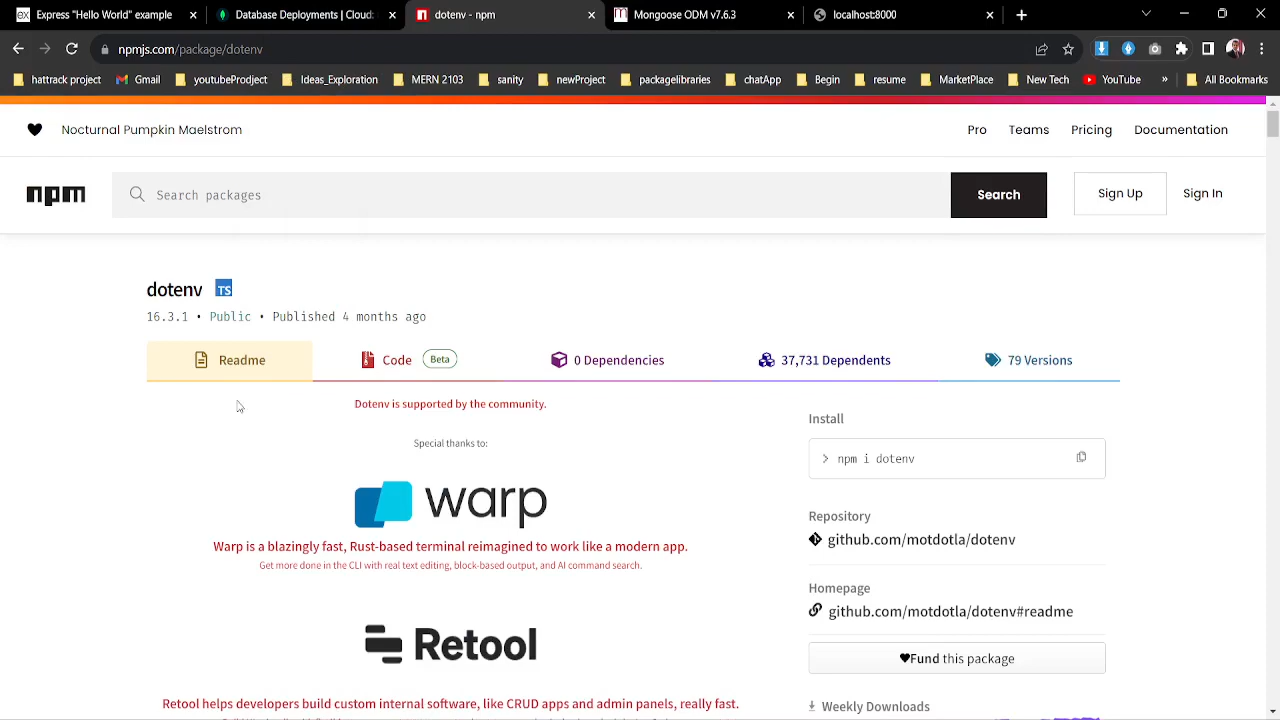 Express "Hello World" example
Database Deployments | Cloud:
dotenv - npm
Mongoose ODM v7.6.3
localhost:8000
npmjs.com/package/dotenv
hattrack project
Gmail
youtubeProdject
Ideas_Exploration
MERN 2103
sanity
newProject
packagelibraries
chatApp
Begin
resume
MarketPlace
New Tech
YouTube
»
All Bookmarks
Nocturnal Pumpkin Maelstrom
Pro
Teams
Pricing
Documentation
npm
Search packages
Search
Sign Up
Sign In
dotenv TS
16.3.1 • Public • Published 4 months ago
Readme
Code Beta
0 Dependencies
37,731 Dependents
79 Versions
Dotenv is supported by the community.
Special thanks to:
warp
Warp is a blazingly fast, Rust-based terminal reimagined to work like a modern app.
Get more done in the CLI with real text editing, block-based output, and AI command search.
Retool
Retool helps developers build custom internal software, like CRUD apps and admin panels, really fast.
Install
> npm i dotenv
Repository
github.com/motdotla/dotenv
Homepage
github.com/motdotla/dotenv#readme
Fund this package
Weekly Downloads